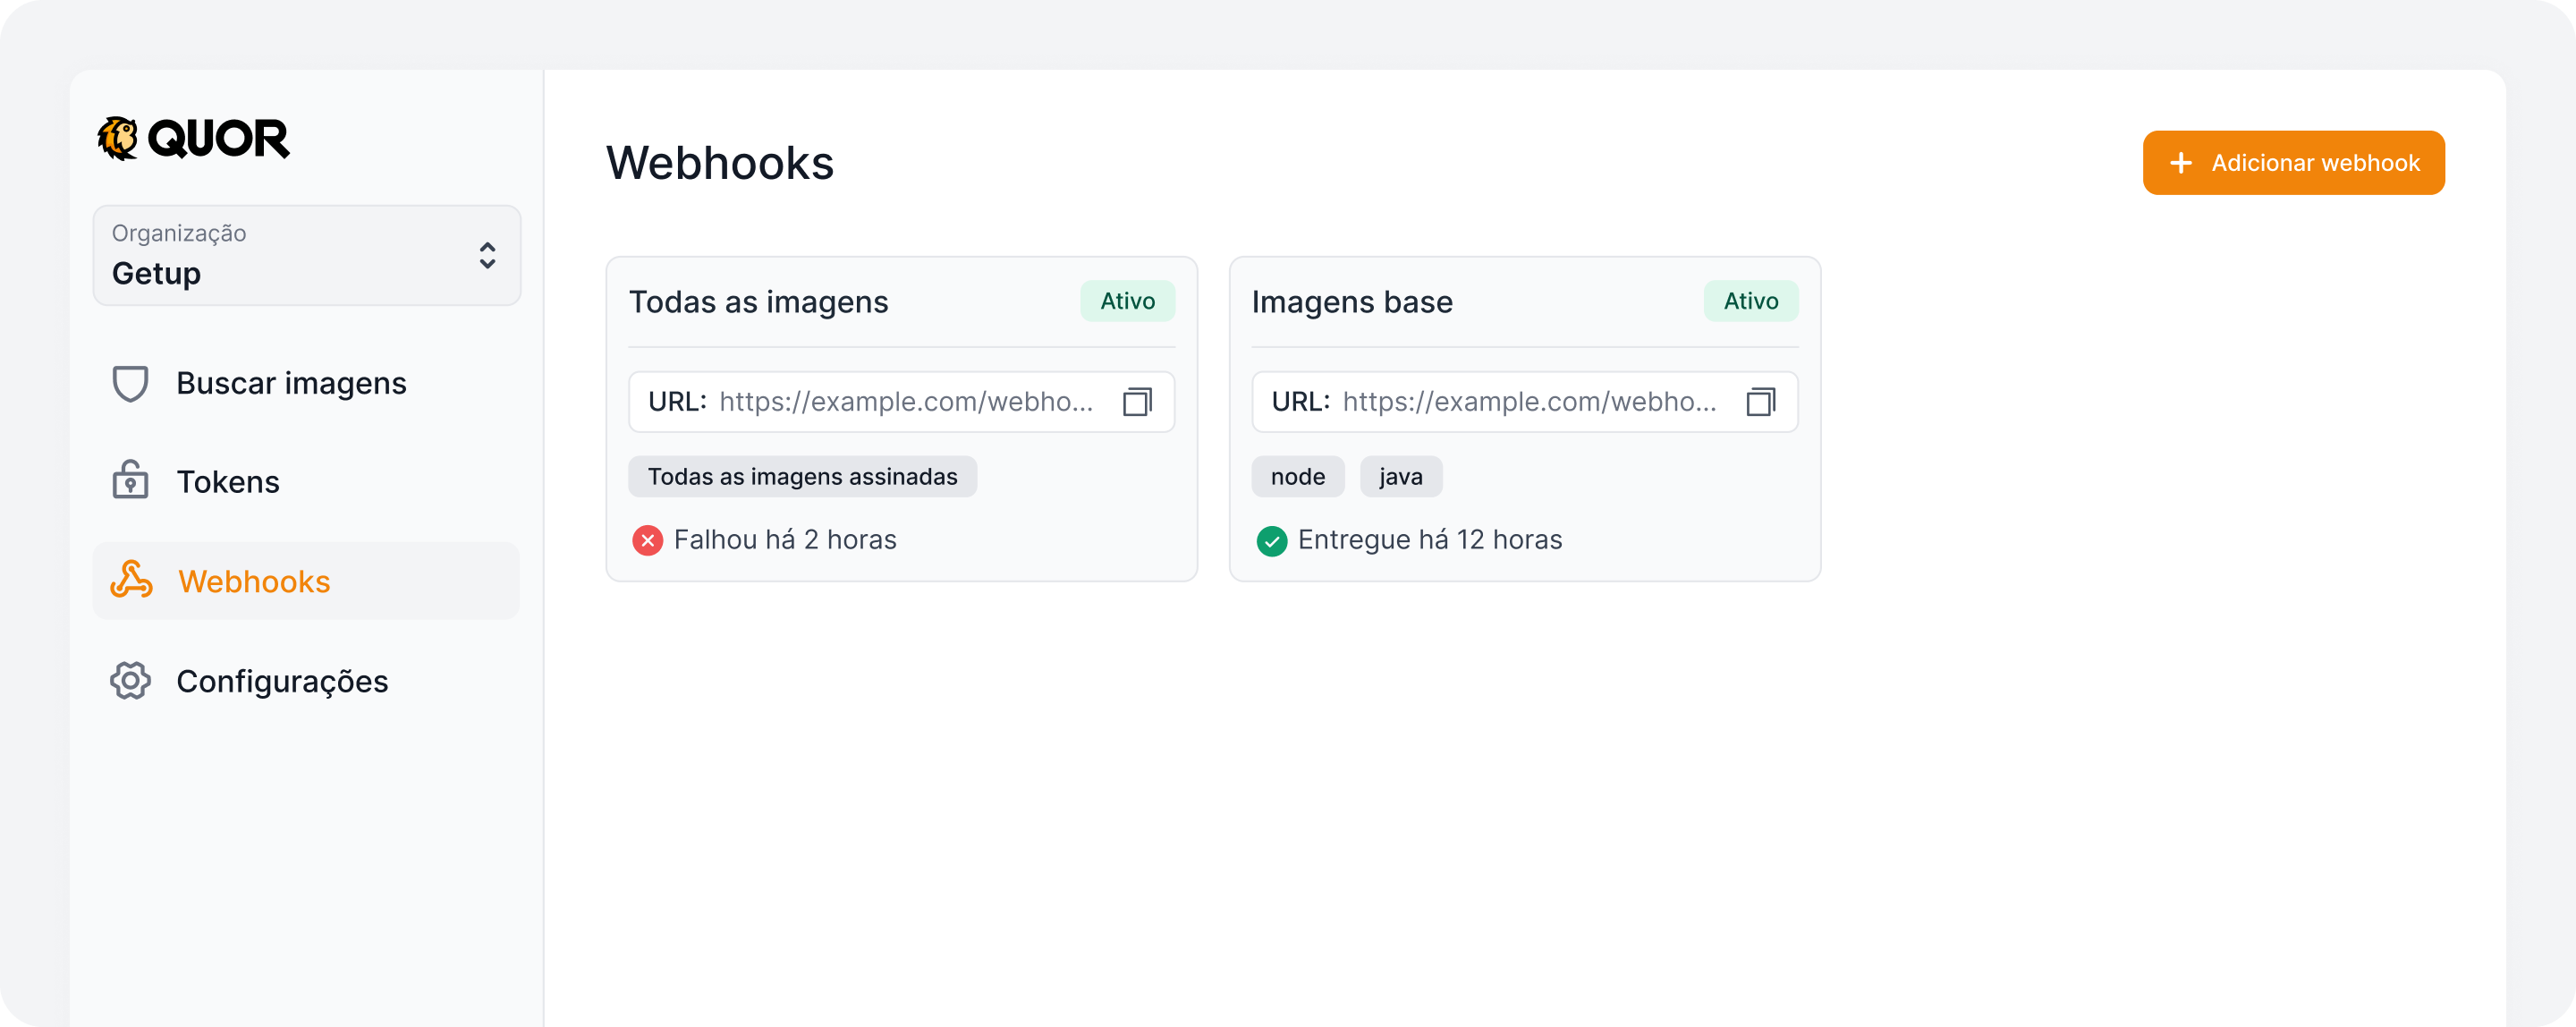 QUOR
Organização
Getup
Buscar imagens
Tokens
Webhooks
Configurações
Webhooks
Adicionar webhook
Todas as imagens
Ativo
URL: https://example.com/webho...
Todas as imagens assinadas
Falhou há 2 horas
Imagens base
Ativo
URL: https://example.com/webho...
node java
Entregue há 12 horas